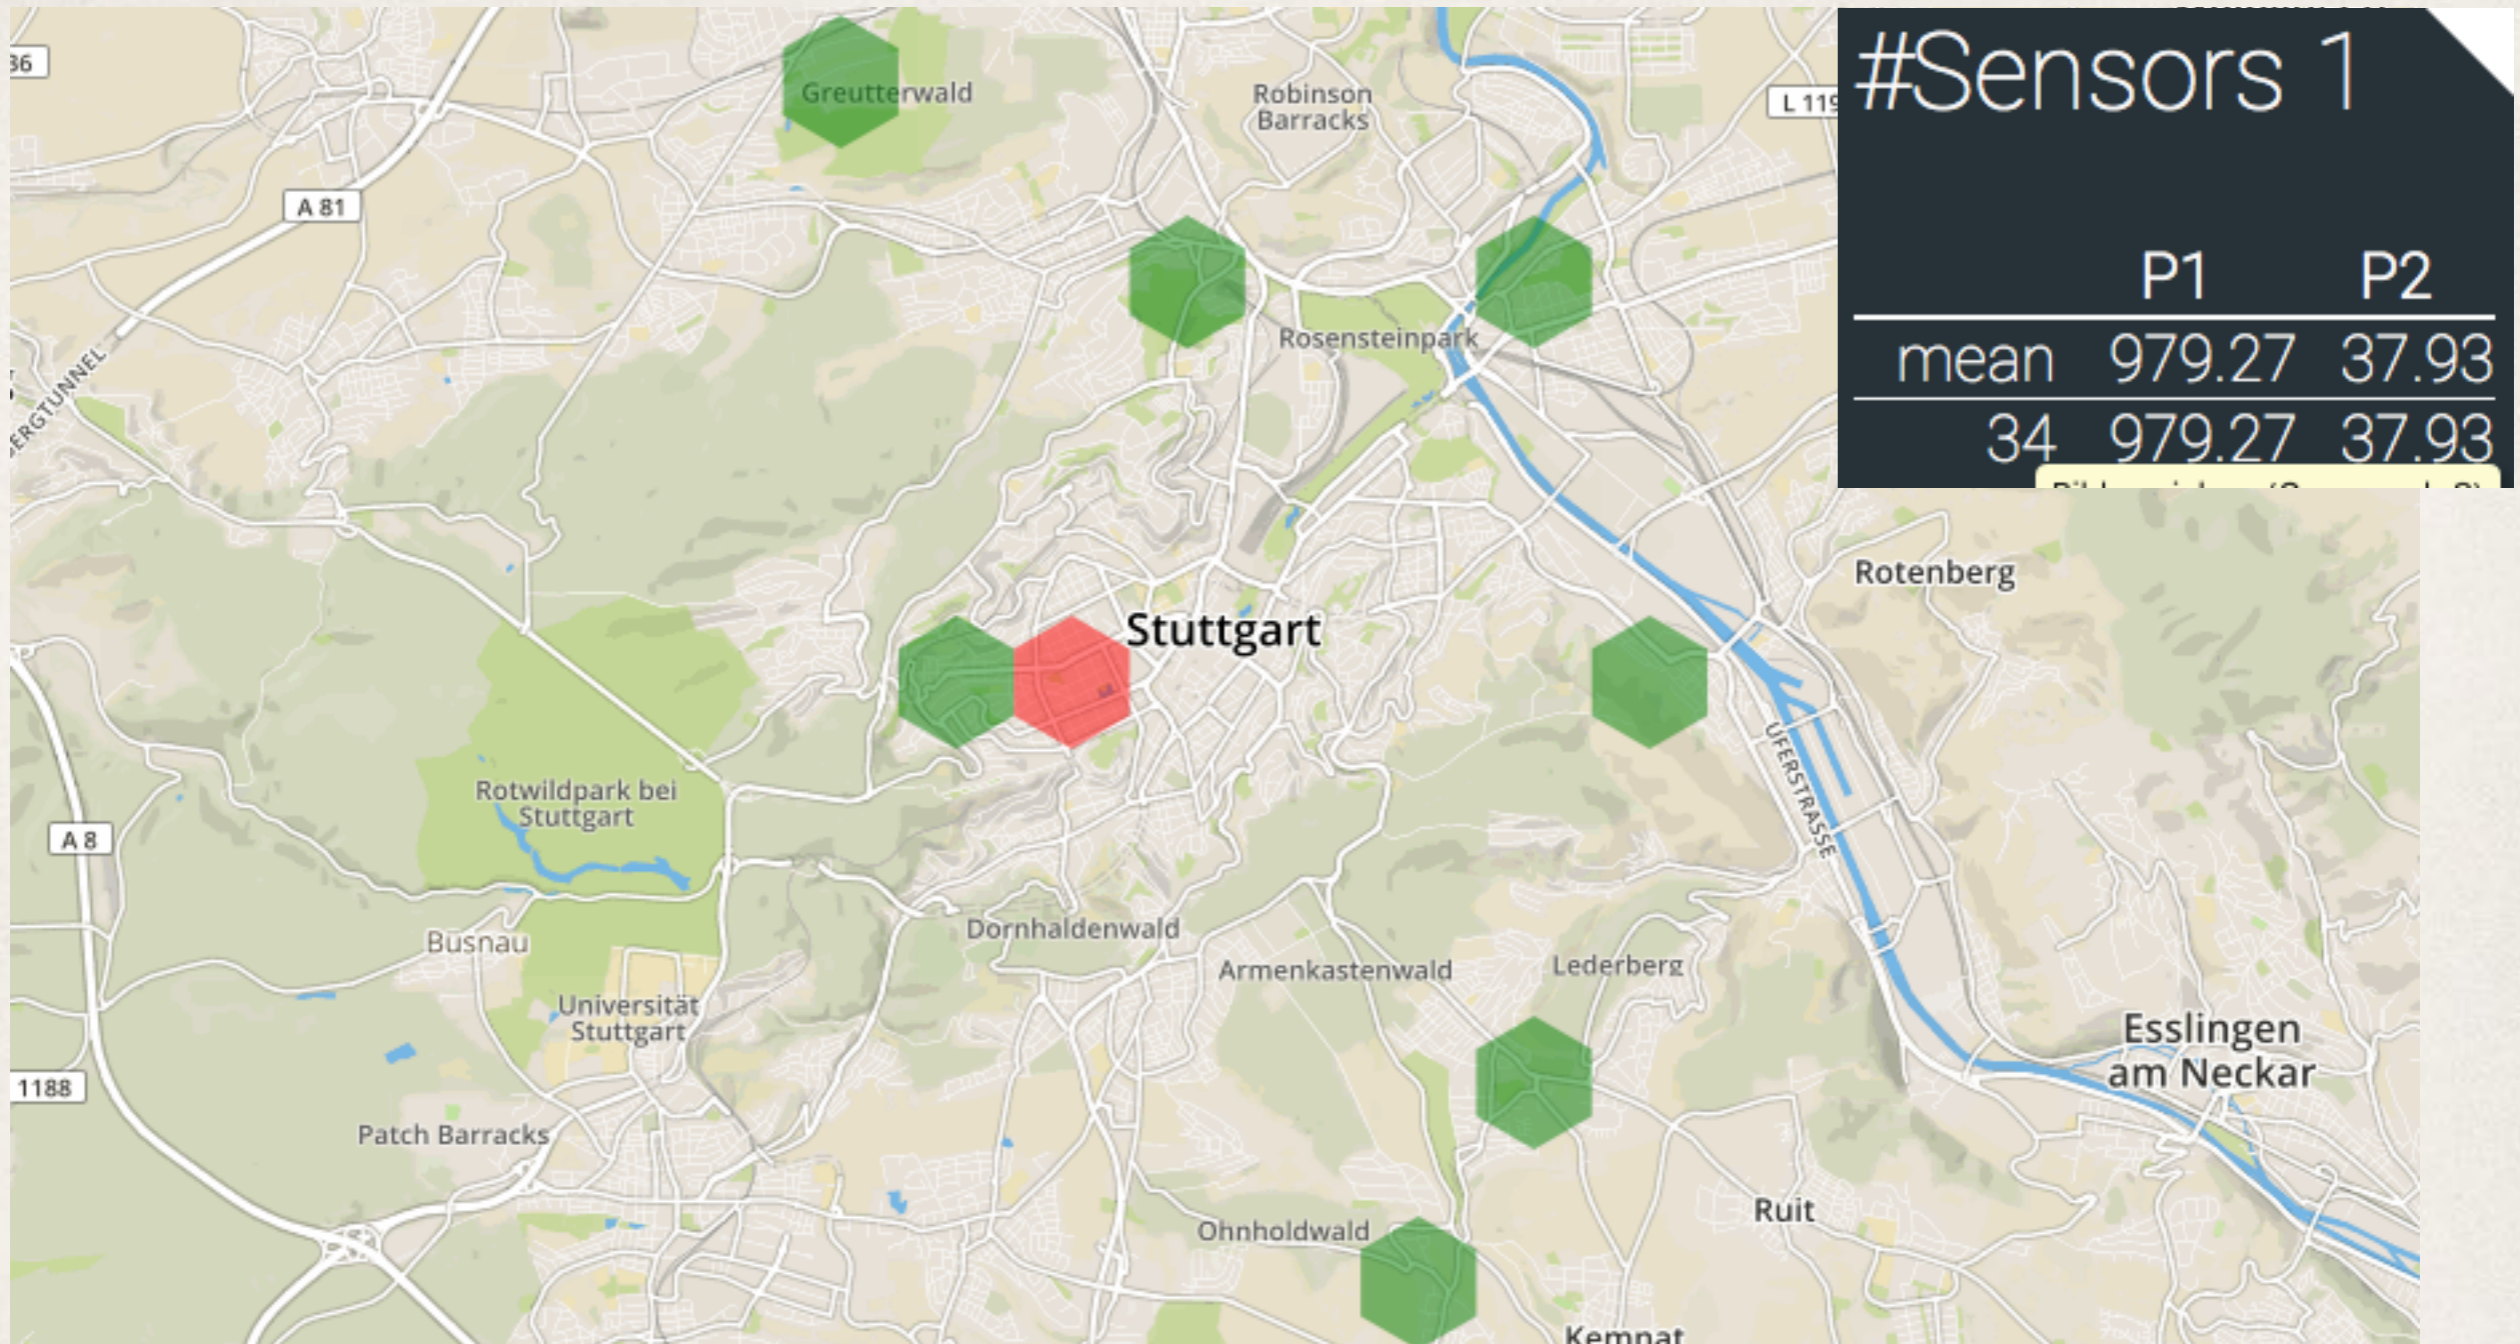 36
Greutterwald
Robinson
Barracks
L 119
A 81
Rosensteinpark
#Sensors 1
P1 P2
mean 979.27 37.93
34 979.27 37.93
Rotenberg
Stuttgart
UFERSTRASSE
Rotwildpark bei
Stuttgart
A 8
Büsnau
Dornhaldenwald
Armenkastenwald
Lederberg
Universität
Stuttgart
Esslingen
am Neckar
1188
Patch Barracks
Ohnholdwald
Ruit
Kemnat